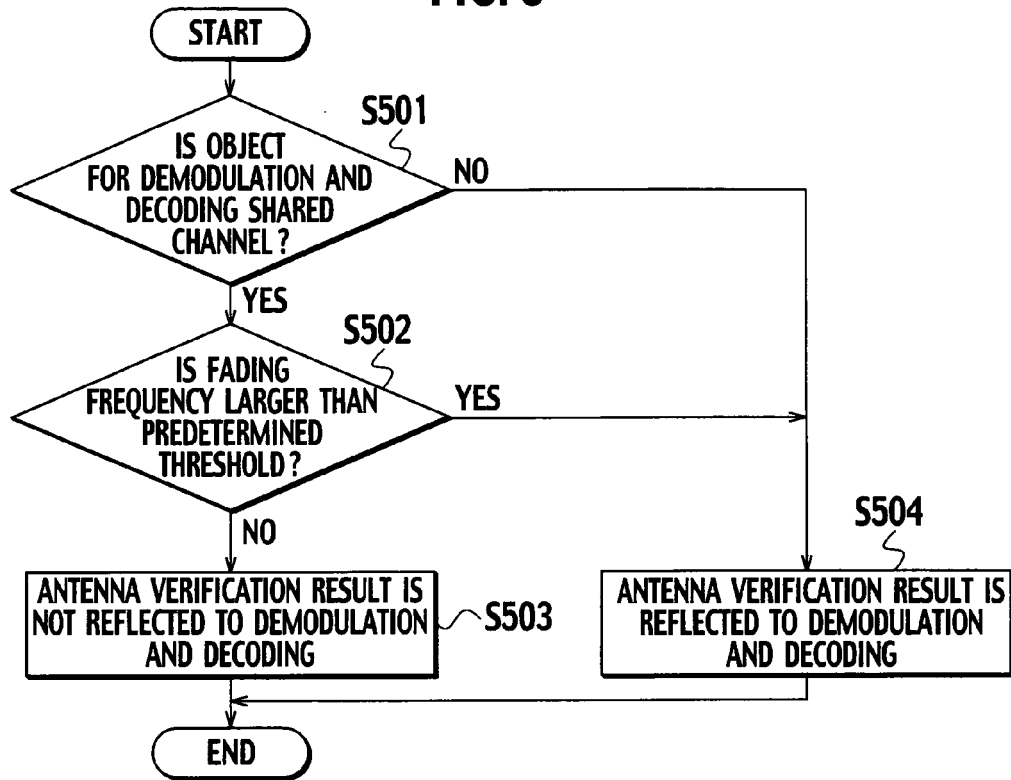 START
S501
IS OBJECT
FOR DEMODULATION AND
DECODING SHARED
CHANNEL?
NO
YES
S502
IS FADING
FREQUENCY LARGER THAN
PREDETERMINED
THRESHOLD?
YES
NO
S504
ANTENNA VERIFICATION RESULT IS
NOT REFLECTED TO DEMODULATION
AND DECODING
S503
ANTENNA VERIFICATION RESULT IS
REFLECTED TO DEMODULATION
AND DECODING
END